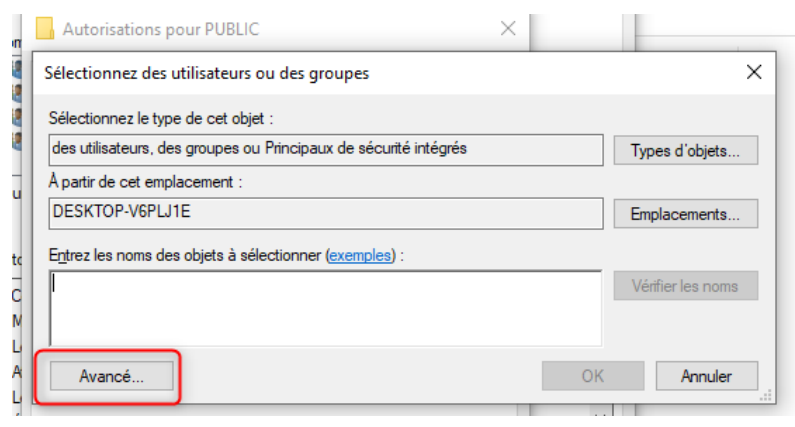 Autorisations pour PUBLIC
Sélectionnez des utilisateurs ou des groupes
Sélectionnez le type de cet objet :
des utilisateurs, des groupes ou Principaux de sécurité intégrés
Types d'objets...
À partir de cet emplacement :
DESKTOP-V6PLJ1E
Emplacements...
Entrez les noms des objets à sélectionner (exemples) :
Vérifier les noms
Avancé...
OK
Annuler